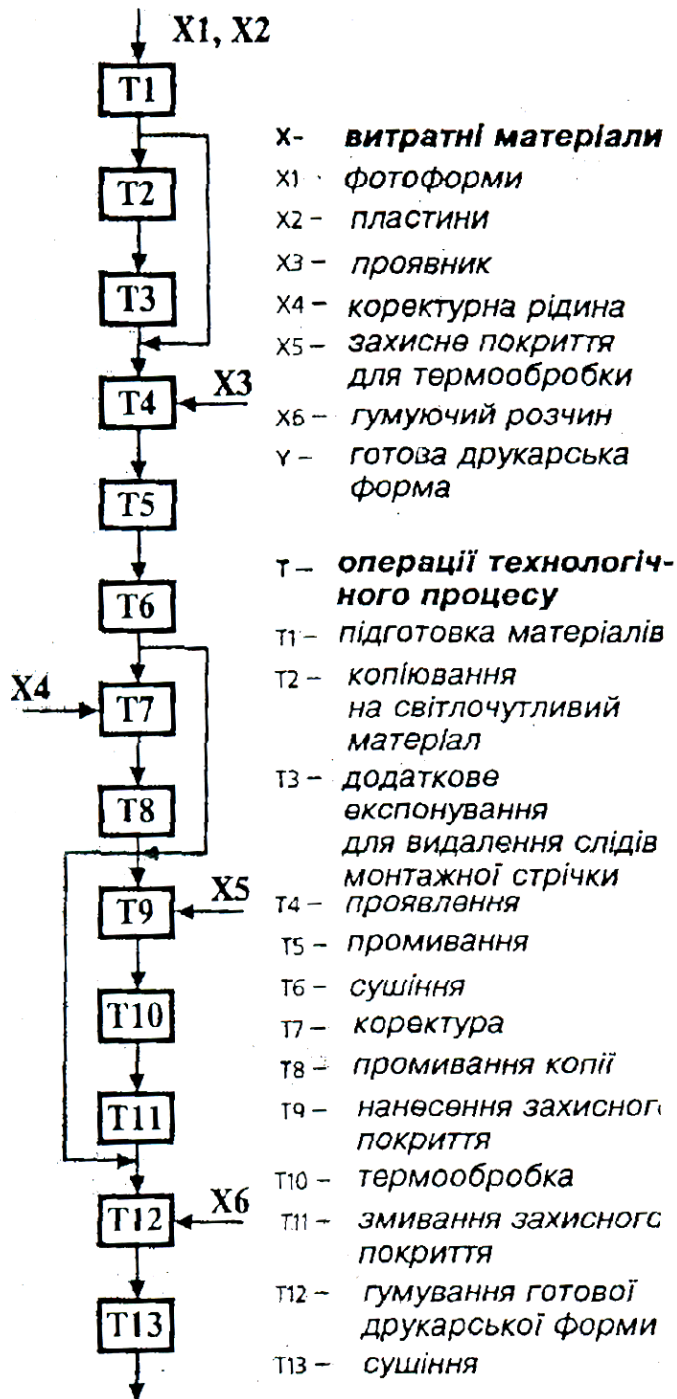 X1, X2
T1
T2
T3
X3
T4
T5
T6
X4
T7
T8
X5
T9
T10
T11
X6
T12
T13
X- витратні матеріали
X1 фотоформи
X2 – пластини
X3 – проявник
X4 – коректурна рідина
X5 – захисне покриття
для термообробки
X6 – гумуючий розчин
Y – готова друкарська
форма
T – операції технологіч-
ного процесу
T1 – підготовка матеріалів
T2 – копіювання
на світлочутливий
матеріал
T3 – додаткове
експонування
для видалення слідів
монтажної стрічки
T4 – проявлення
T5 – промивання
T6 – сушіння
T7 – коректура
T8 – промивання копії
T9 – нанесення захисного
покриття
T10 – термообробка
T11 – змивання захисного
покриття
T12 – гумування готової
друкарської форми
T13 – сушіння